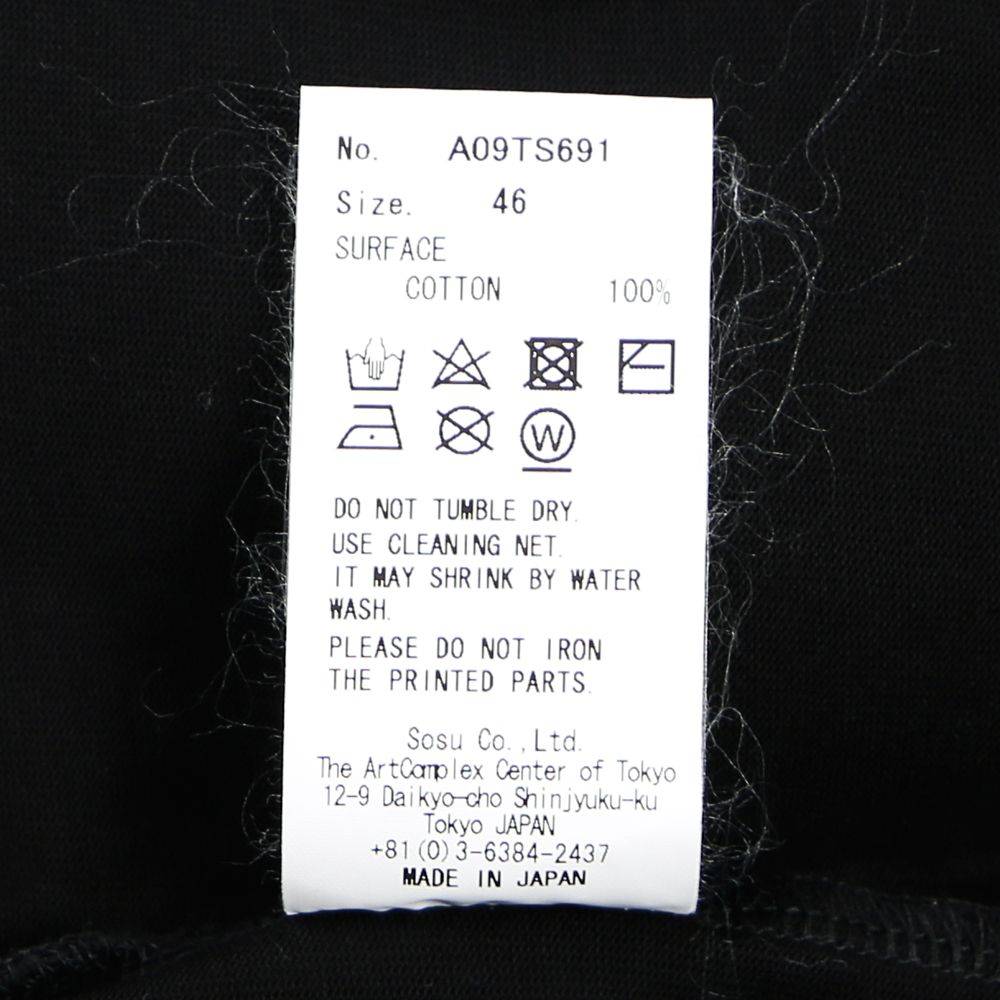 No. A09TS691
Size. 46
SURFACE
COTTON 100%
W
DO NOT TUMBLE DRY.
USE CLEANING NET.
IT MAY SHRINK BY WATER
WASH.
PLEASE DO NOT IRON
THE PRINTED PARTS.
Sosu Co.,Ltd.
The ArtComplex Center of Tokyo
12-9 Daikyo-cho Shinjyuku-ku
Tokyo JAPAN
+81(0)3-6384-2437
MADE IN JAPAN